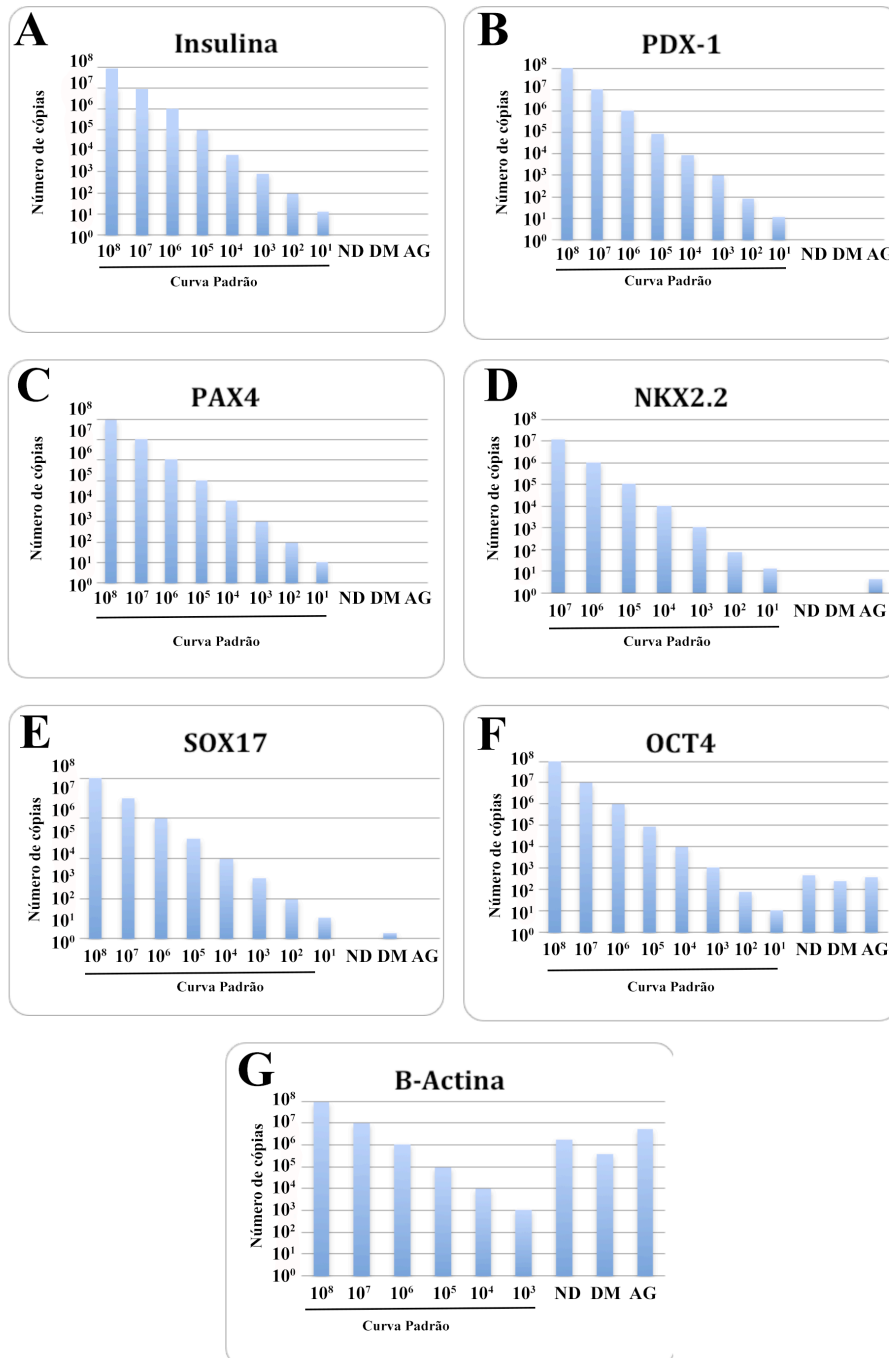 A
Insulina
Número de cópias
10⁸
10⁷
10⁶
10⁵
10⁴
10³
10²
10¹
10⁰
10⁸ 10⁷ 10⁶ 10⁵ 10⁴ 10³ 10² 10¹ ND DM AG
Curva Padrão
B
PDX-1
Número de cópias
10⁸
10⁷
10⁶
10⁵
10⁴
10³
10²
10¹
10⁰
10⁸ 10⁷ 10⁶ 10⁵ 10⁴ 10³ 10² 10¹ ND DM AG
Curva Padrão
C
PAX4
Número de cópias
10⁸
10⁷
10⁶
10⁵
10⁴
10³
10²
10¹
10⁰
10⁸ 10⁷ 10⁶ 10⁵ 10⁴ 10³ 10² 10¹ ND DM AG
Curva Padrão
D
NKX2.2
Número de cópias
10⁸
10⁷
10⁶
10⁵
10⁴
10³
10²
10¹
10⁰
10⁷ 10⁶ 10⁵ 10⁴ 10³ 10² 10¹ ND DM AG
Curva Padrão
E
SOX17
Número de cópias
10⁸
10⁷
10⁶
10⁵
10⁴
10³
10²
10¹
10⁰
10⁸ 10⁷ 10⁶ 10⁵ 10⁴ 10³ 10² 10¹ ND DM AG
Curva Padrão
F
OCT4
Número de cópias
10⁸
10⁷
10⁶
10⁵
10⁴
10³
10²
10¹
10⁰
10⁸ 10⁷ 10⁶ 10⁵ 10⁴ 10³ 10² 10¹ ND DM AG
Curva Padrão
G
B-Actina
Número de cópias
10⁸
10⁷
10⁶
10⁵
10⁴
10³
10²
10¹
10⁰
10⁸ 10⁷ 10⁶ 10⁵ 10⁴ 10³ ND DM AG
Curva Padrão